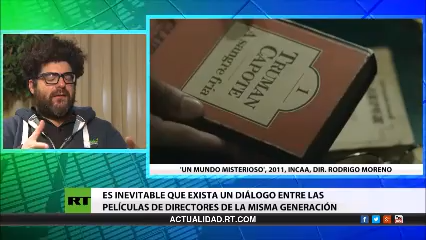 TRUMAN
CAPOTE
A sangre fría
1
'UN MUNDO MISTERIOSO', 2011, INCAA, DIR. RODRIGO MORENO
RT
ES INEVITABLE QUE EXISTA UN DIÁLOGO ENTRE LAS
PELÍCULAS DE DIRECTORES DE LA MISMA GENERACIÓN
ACTUALIDAD.RT.COM